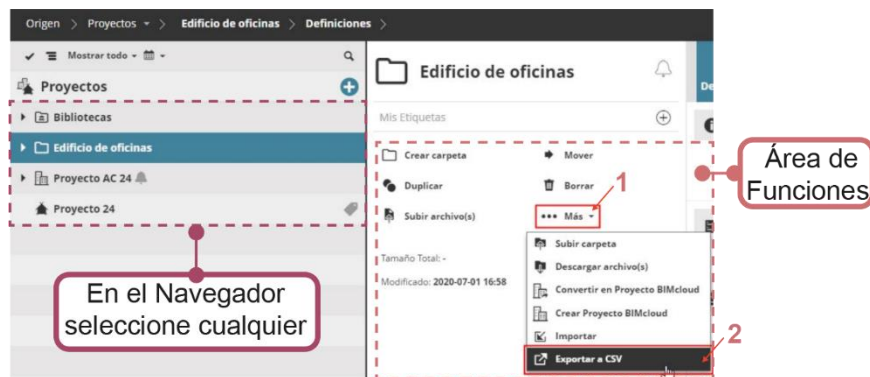 Origen > Proyectos > Edificio de oficinas > Definiciones >
Mostrar todo
Proyectos
Bibliotecas
Edificio de oficinas
Proyecto AC 24
Proyecto 24
En el Navegador
seleccione cualquier
Edificio de oficinas
De
Mis Etiquetas
Crear carpeta
Mover
Duplicar
Borrar
1
Subir archivo(s)
••• Más
Subir carpeta
Tamaño Total: -
Descargar archivo(s)
Modificado: 2020-07-01 16:58
Convertir en Proyecto BIMcloud
Crear Proyecto BIMcloud
Importar
2
Exportar a CSV
Área de
Funciones